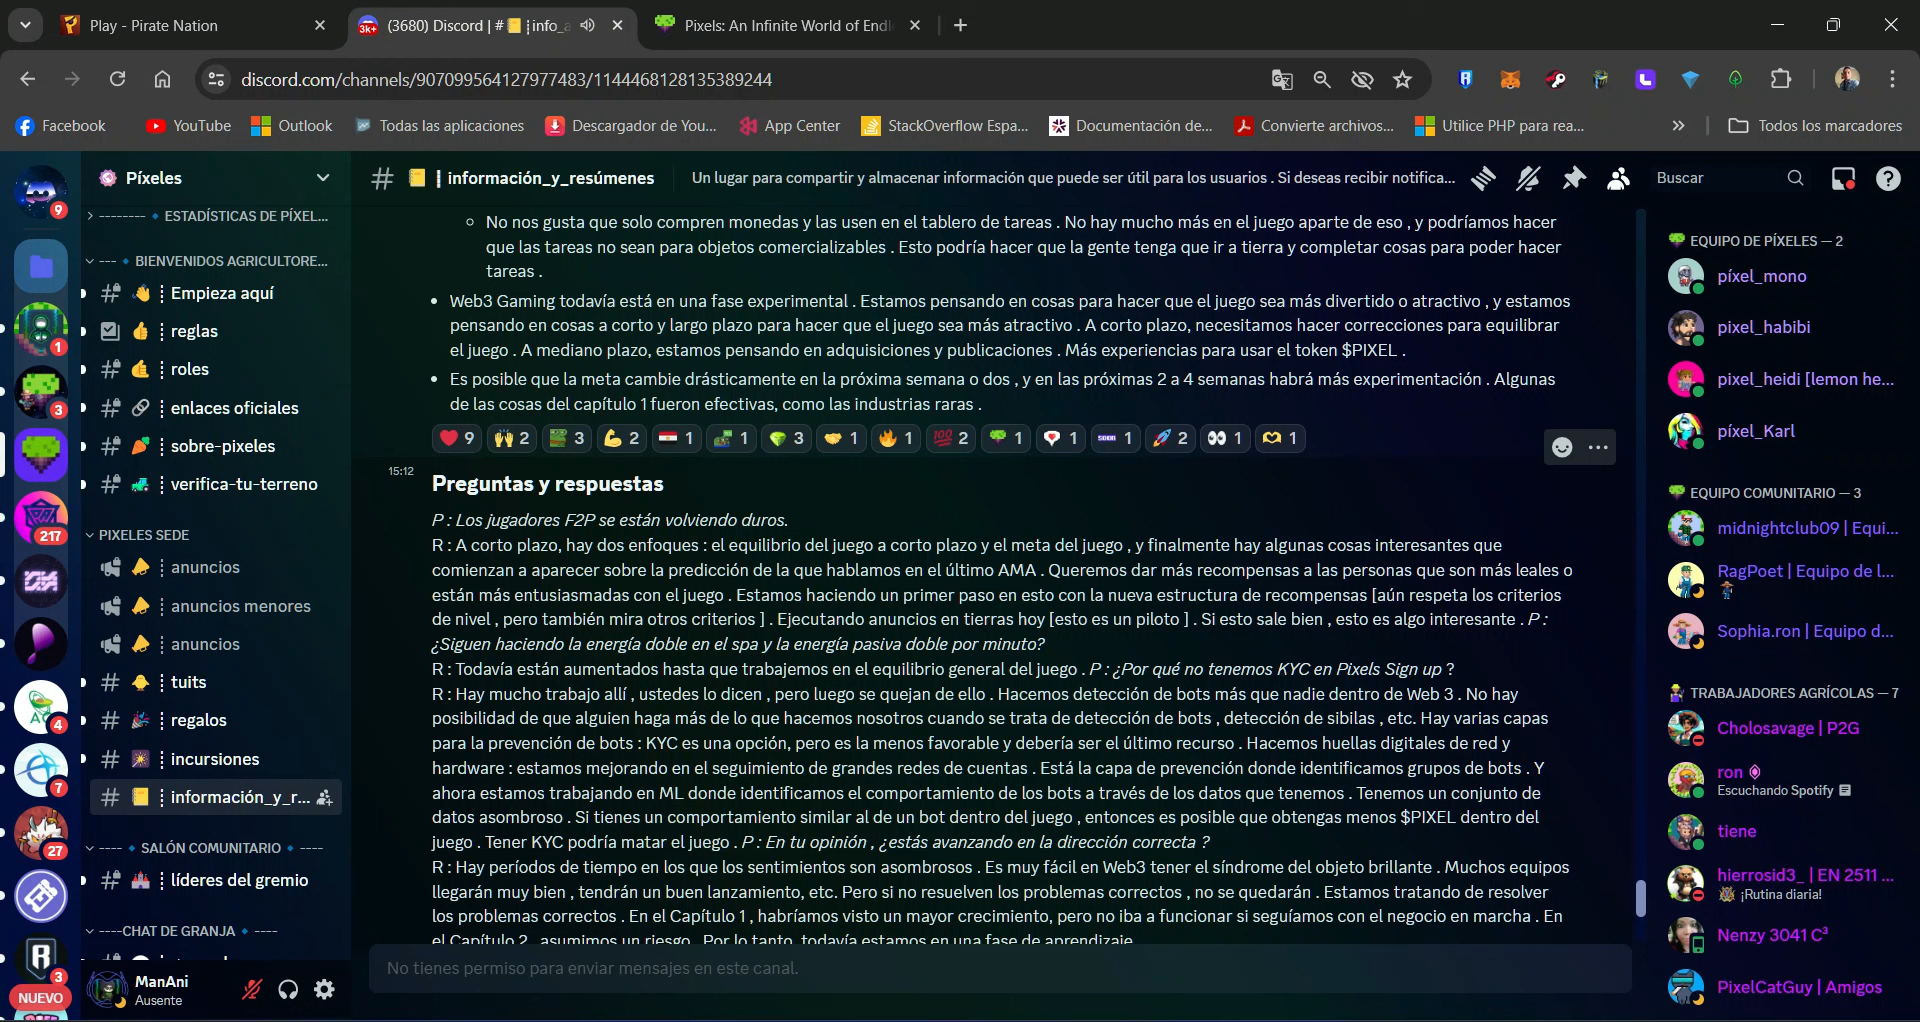 Play - Pirate Nation
(3680) Discord | # info_a
Pixels: An Infinite World of Endl
discord.com/channels/907099564127977483/1144468128135389244
Facebook
YouTube
Outlook
Todas las aplicaciones
Descargador de You...
App Center
StackOverflow Espa...
Documentación de...
Convierte archivos...
Utilice PHP para rea...
Todos los marcadores
Píxeles
información_y_resúmenes
Un lugar para compartir y almacenar información que puede ser útil para los usuarios . Si deseas recibir notifica...
Buscar
-------- ESTADÍSTICAS DE PÍXEL...
--- BIENVENIDOS AGRICULTORE...
Empieza aquí
reglas
roles
enlaces oficiales
sobre-pixeles
verifica-tu-terreno
PIXELES SEDE
anuncios
anuncios menores
anuncios
tuits
regalos
incursiones
información_y_r...
---- SALÓN COMUNITARIO ----
líderes del gremio
----CHAT DE GRANJA ----
ManAni
Ausente
NUEVO
9
1
3
217
4
7
27
3
No nos gusta que solo compren monedas y las usen en el tablero de tareas . No hay mucho más en el juego aparte de eso , y podríamos hacer
que las tareas no sean para objetos comercializables . Esto podría hacer que la gente tenga que ir a tierra y completar cosas para poder hacer
tareas .
Web3 Gaming todavía está en una fase experimental . Estamos pensando en cosas para hacer que el juego sea más divertido o atractivo , y estamos
pensando en cosas a corto y largo plazo para hacer que el juego sea más atractivo . A corto plazo, necesitamos hacer correcciones para equilibrar
el juego . A mediano plazo, estamos pensando en adquisiciones y publicaciones . Más experiencias para usar el token $PIXEL .
Es posible que la meta cambie drásticamente en la próxima semana o dos , y en las próximas 2 a 4 semanas habrá más experimentación . Algunas
de las cosas del capítulo 1 fueron efectivas, como las industrias raras .
9 2 3 2 1 1 3 1 1 2 1 1 1 2 1 1
15:12
Preguntas y respuestas
P : Los jugadores F2P se están volviendo duros.
R : A corto plazo, hay dos enfoques : el equilibrio del juego a corto plazo y el meta del juego , y finalmente hay algunas cosas interesantes que
comienzan a aparecer sobre la predicción de la que hablamos en el último AMA . Queremos dar más recompensas a las personas que son más leales o
están más entusiasmadas con el juego . Estamos haciendo un primer paso en esto con la nueva estructura de recompensas [aún respeta los criterios
de nivel , pero también mira otros criterios ] . Ejecutando anuncios en tierras hoy [esto es un piloto ] . Si esto sale bien , esto es algo interesante . P :
¿Siguen haciendo la energía doble en el spa y la energía pasiva doble por minuto?
R : Todavía están aumentados hasta que trabajemos en el equilibrio general del juego . P : ¿Por qué no tenemos KYC en Pixels Sign up ?
R : Hay mucho trabajo allí , ustedes lo dicen , pero luego se quejan de ello . Hacemos detección de bots más que nadie dentro de Web 3 . No hay
posibilidad de que alguien haga más de lo que hacemos nosotros cuando se trata de detección de bots , detección de sibilas , etc. Hay varias capas
para la prevención de bots : KYC es una opción, pero es la menos favorable y debería ser el último recurso . Hacemos huellas digitales de red y
hardware : estamos mejorando en el seguimiento de grandes redes de cuentas . Está la capa de prevención donde identificamos grupos de bots . Y
ahora estamos trabajando en ML donde identificamos el comportamiento de los bots a través de los datos que tenemos . Tenemos un conjunto de
datos asombroso . Si tienes un comportamiento similar al de un bot dentro del juego , entonces es posible que obtengas menos $PIXEL dentro del
juego . Tener KYC podría matar el juego . P : En tu opinión , ¿estás avanzando en la dirección correcta ?
R : Hay períodos de tiempo en los que los sentimientos son asombrosos . Es muy fácil en Web3 tener el síndrome del objeto brillante . Muchos equipos
llegarán muy bien , tendrán un buen lanzamiento, etc. Pero si no resuelven los problemas correctos , no se quedarán . Estamos tratando de resolver
los problemas correctos . En el Capítulo 1 , habríamos visto un mayor crecimiento, pero no iba a funcionar si seguíamos con el negocio en marcha . En
el Capítulo 2 , asumimos un riesgo . Por lo tanto, todavía estamos en una fase de aprendizaje
No tienes permiso para enviar mensajes en este canal.
EQUIPO DE PÍXELES — 2
píxel_mono
pixel_habibi
pixel_heidi [lemon he...
píxel_Karl
EQUIPO COMUNITARIO — 3
midnightclub09 | Equi...
RagPoet | Equipo de l...
Sophia.ron | Equipo d...
TRABAJADORES AGRÍCOLAS — 7
Cholosavage | P2G
ron
Escuchando Spotify
tiene
hierrosid3_ | EN 2511 ...
¡Rutina diaria!
Nenzy 3041 C³
PixelCatGuy | Amigos